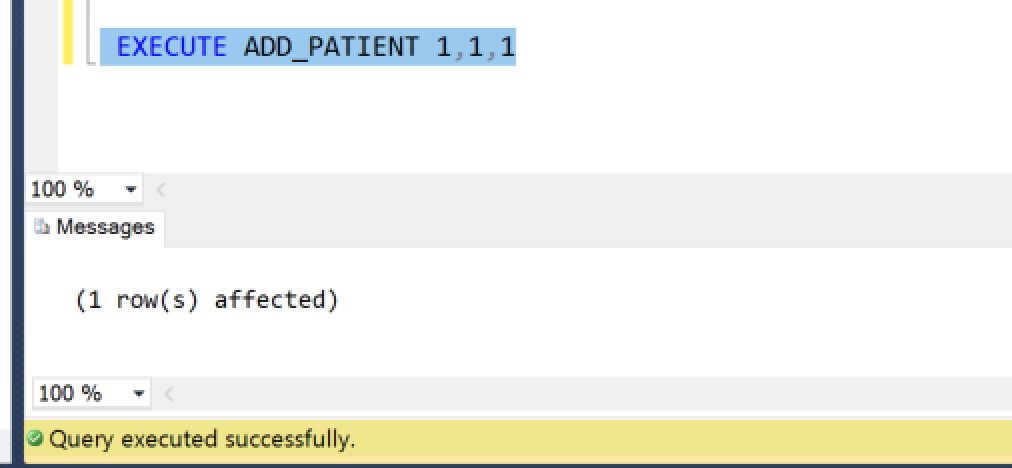 EXECUTE ADD_PATIENT 1,1,1
100 %
Messages
(1 row(s) affected)
100 %
Query executed successfully.